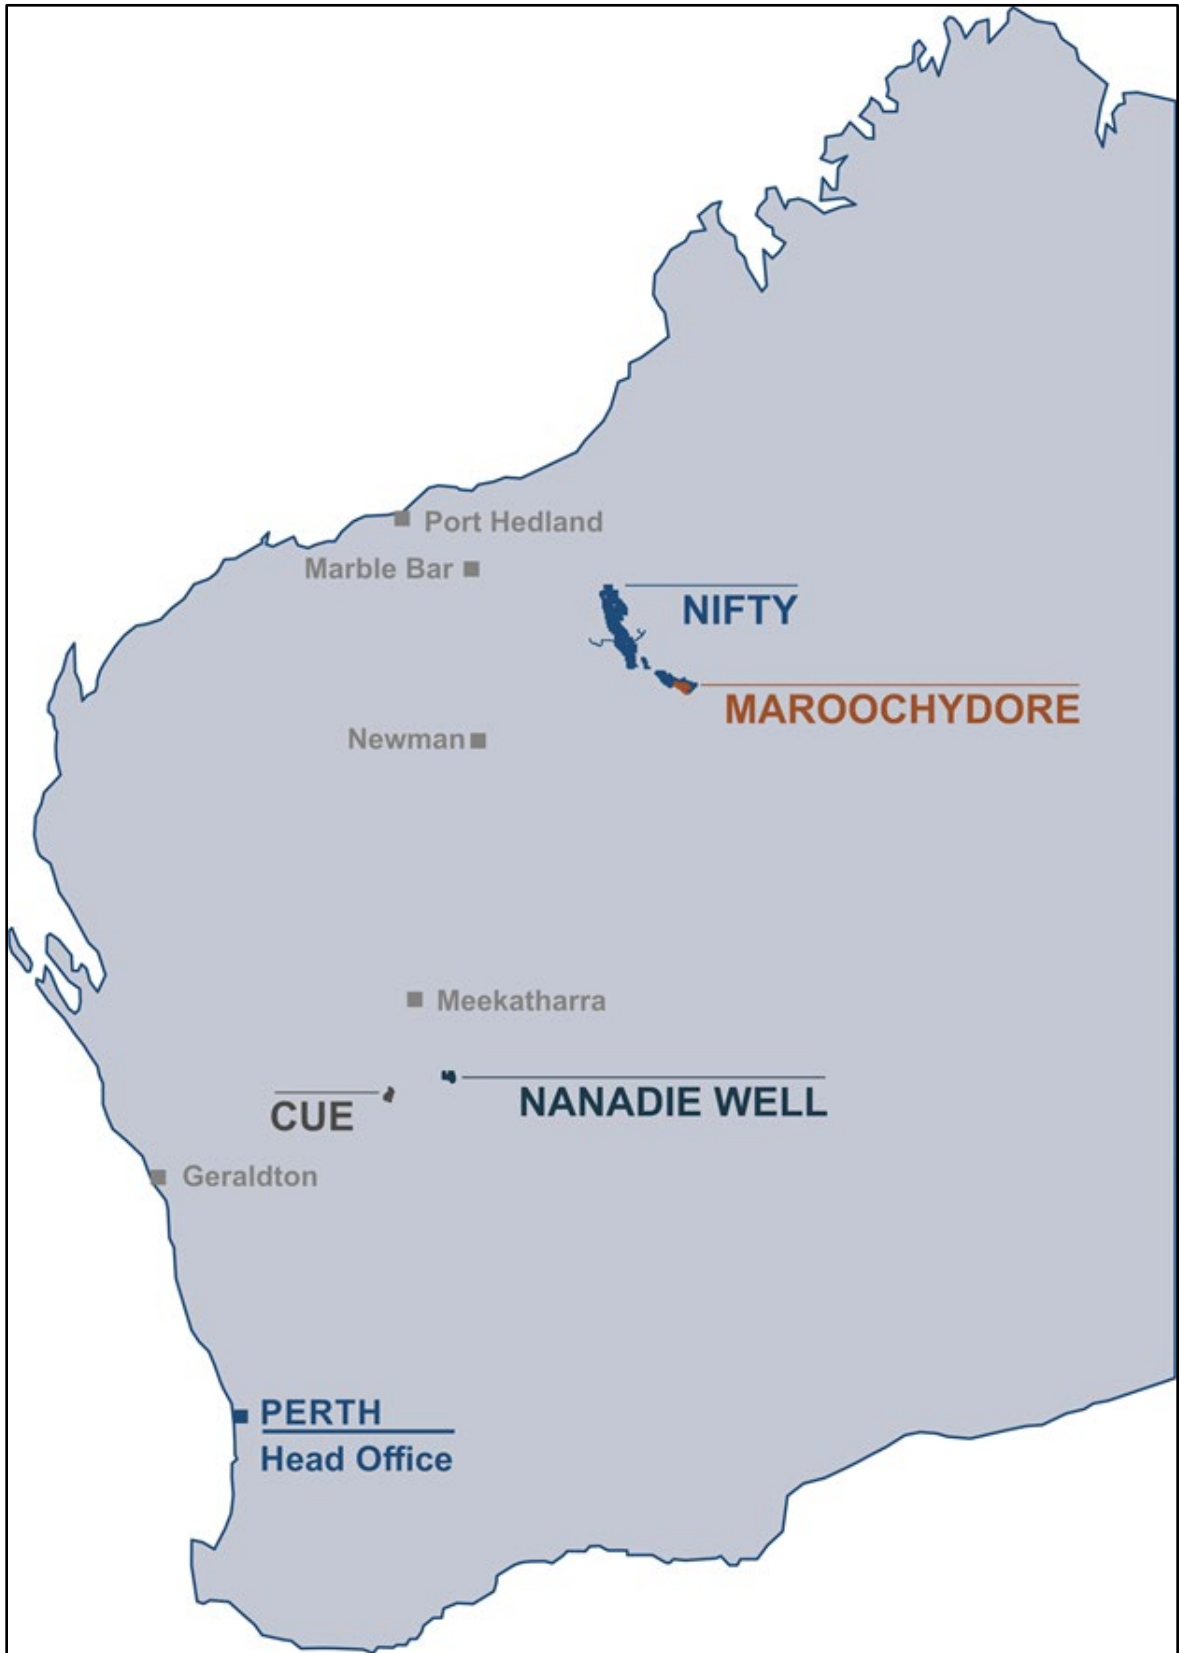 Port Hedland
Marble Bar
NIFTY
MAROOCHYDORE
Newman
Meekatharra
NANADIE WELL
CUE
Geraldton
PERTH
Head Office